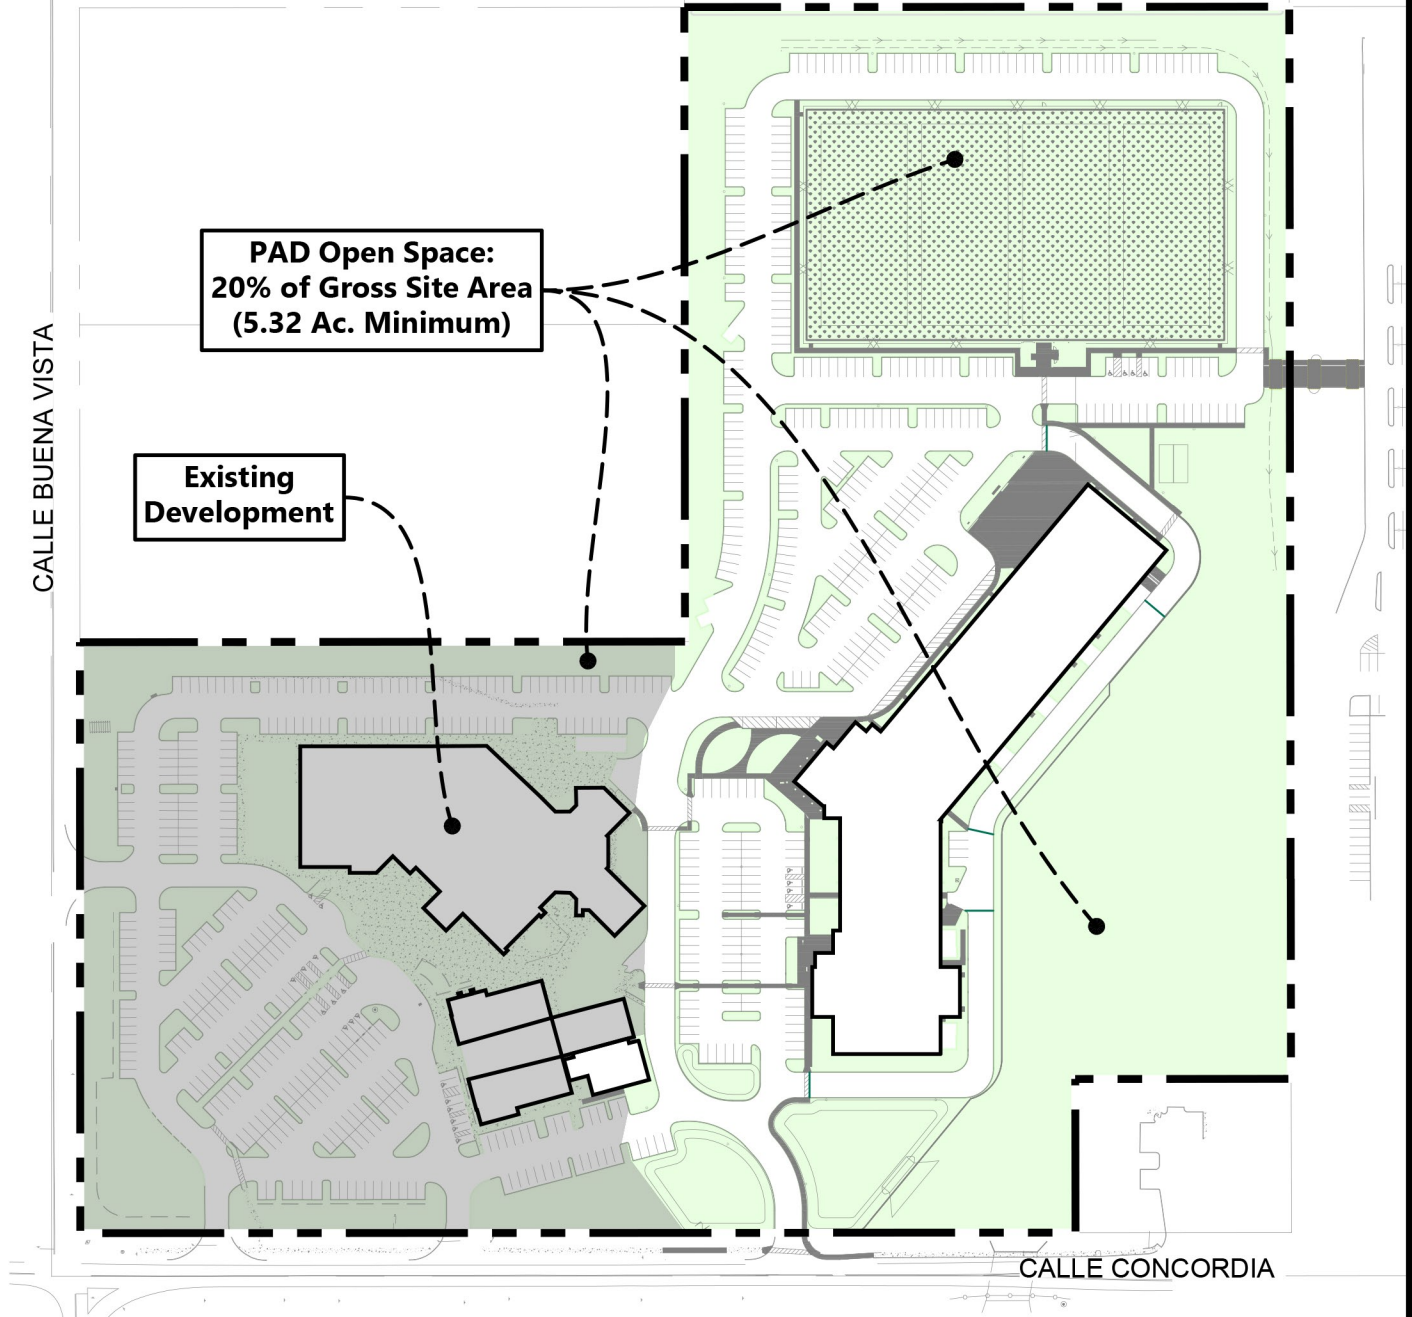 PAD Open Space:
20% of Gross Site Area
(5.32 Ac. Minimum)
Existing
Development
CALLE BUENA VISTA
CALLE CONCORDIA